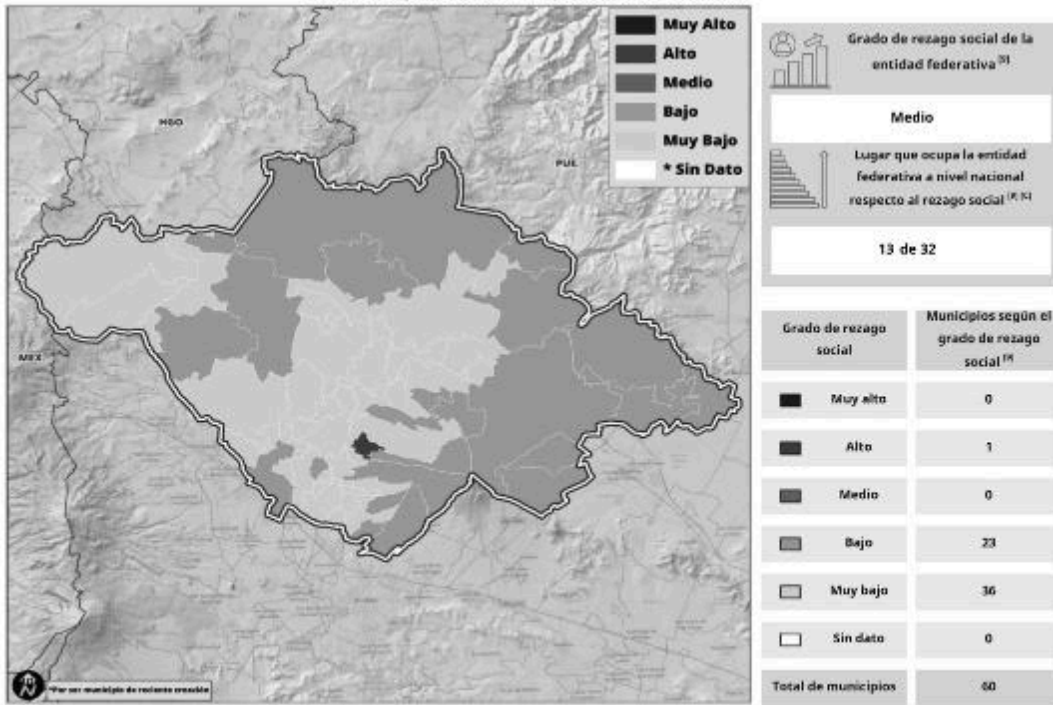 Muy Alto
Alto
Medio
Bajo
Muy Bajo
* Sin Dato
HGO
PUE
MEX
*Por ser municipio de reciente creación
Grado de rezago social de la
entidad federativa
Medio
Lugar que ocupa la entidad
federativa a nivel nacional
respecto al rezago social
13 de 32
Grado de rezago
social
Municipios según el
grado de rezago
social
Muy alto 0
Alto 1
Medio 0
Bajo 23
Muy bajo 36
Sin dato 0
Total de municipios 60